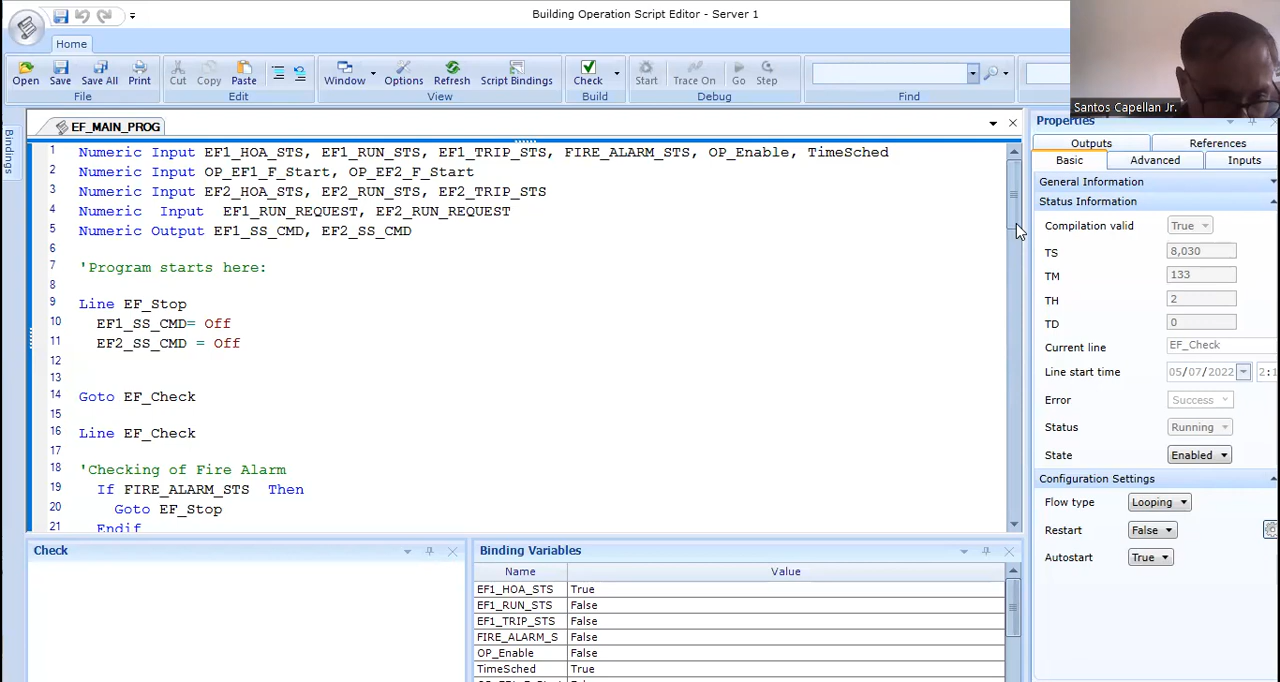 Building Operation Script Editor - Server 1
Home
Open Save Save All Print Cut Copy Paste Window Options Refresh Script Bindings Check Start Trace On Go Step
File Edit View Build Debug Find
Santos Capellan Jr.
Bindings
EF_MAIN_PROG
1 Numeric Input EF1_HOA_STS, EF1_RUN_STS, EF1_TRIP_STS, FIRE_ALARM_STS, OP_Enable, TimeSched
2 Numeric Input OP_EF1_F_Start, OP_EF2_F_Start
3 Numeric Input EF2_HOA_STS, EF2_RUN_STS, EF2_TRIP_STS
4 Numeric Input EF1_RUN_REQUEST, EF2_RUN_REQUEST
5 Numeric Output EF1_SS_CMD, EF2_SS_CMD
6
7 'Program starts here:
8
9 Line EF_Stop
10 EF1_SS_CMD= Off
11 EF2_SS_CMD = Off
12
13
14 Goto EF_Check
15
16 Line EF_Check
17
18 'Checking of Fire Alarm
19 If FIRE_ALARM_STS Then
20 Goto EF_Stop
21 Endif
Properties
Outputs References
Basic Advanced Inputs
General Information
Status Information
Compilation valid True
TS 8,030
TM 133
TH 2
TD 0
Current line EF_Check
Line start time 05/07/2022
Error Success
Status Running
State Enabled
Configuration Settings
Flow type Looping
Restart False
Autostart True
Check
Binding Variables
Name Value
EF1_HOA_STS True
EF1_RUN_STS False
EF1_TRIP_STS False
FIRE_ALARM_S False
OP_Enable False
TimeSched True